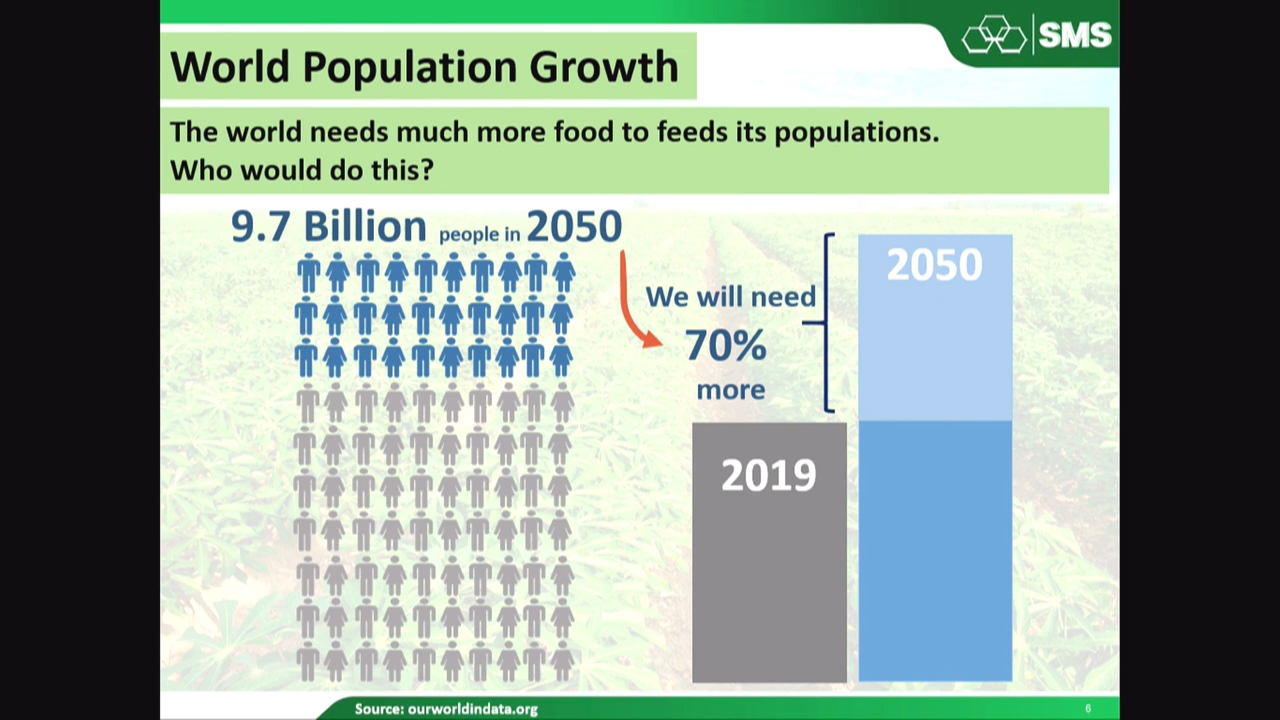 SMS
World Population Growth
The world needs much more food to feeds its populations.
Who would do this?
9.7 Billion people in 2050
We will need
70%
more
2050
2019
Source: ourworldindata.org
6